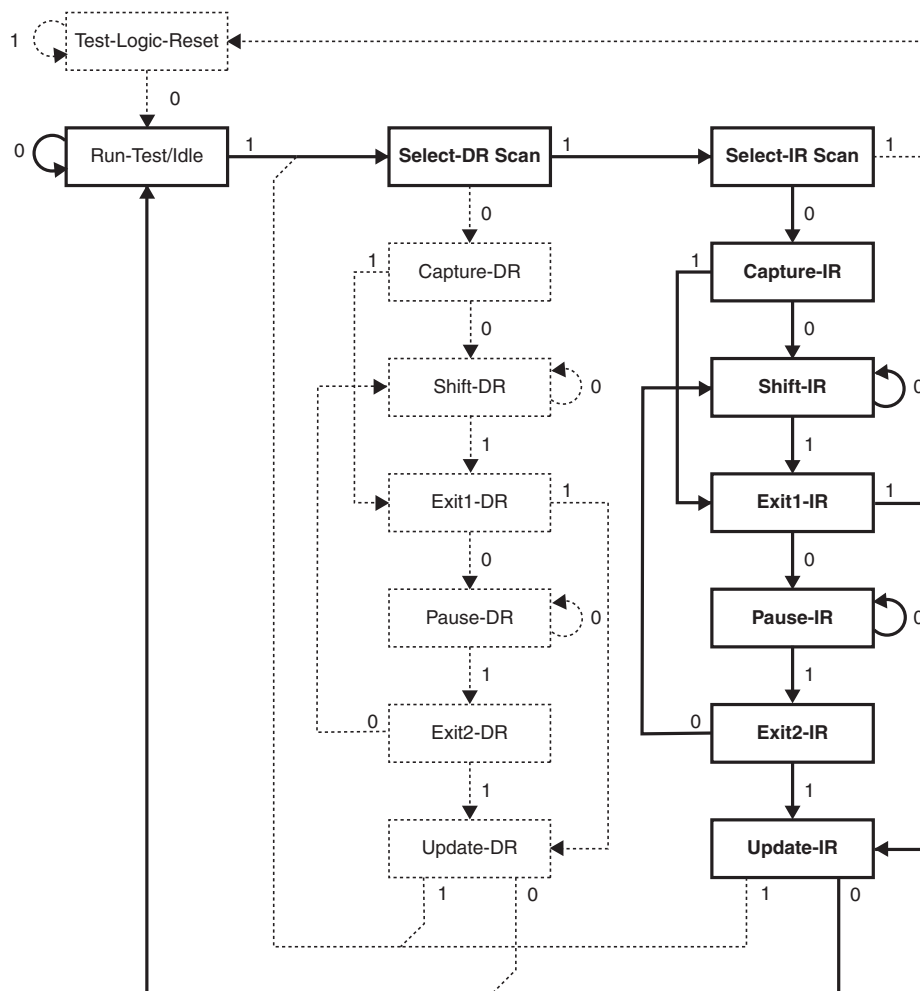 Test-Logic-Reset
1
0
0
Run-Test/Idle
1
Select-DR Scan
1
Select-IR Scan
1
0
0
1
Capture-DR
1
Capture-IR
0
0
Shift-DR
0
Shift-IR
0
1
1
Exit1-DR
1
Exit1-IR
1
0
0
Pause-DR
0
Pause-IR
0
1
1
0
Exit2-DR
0
Exit2-IR
1
1
Update-DR
Update-IR
1
0
1
0